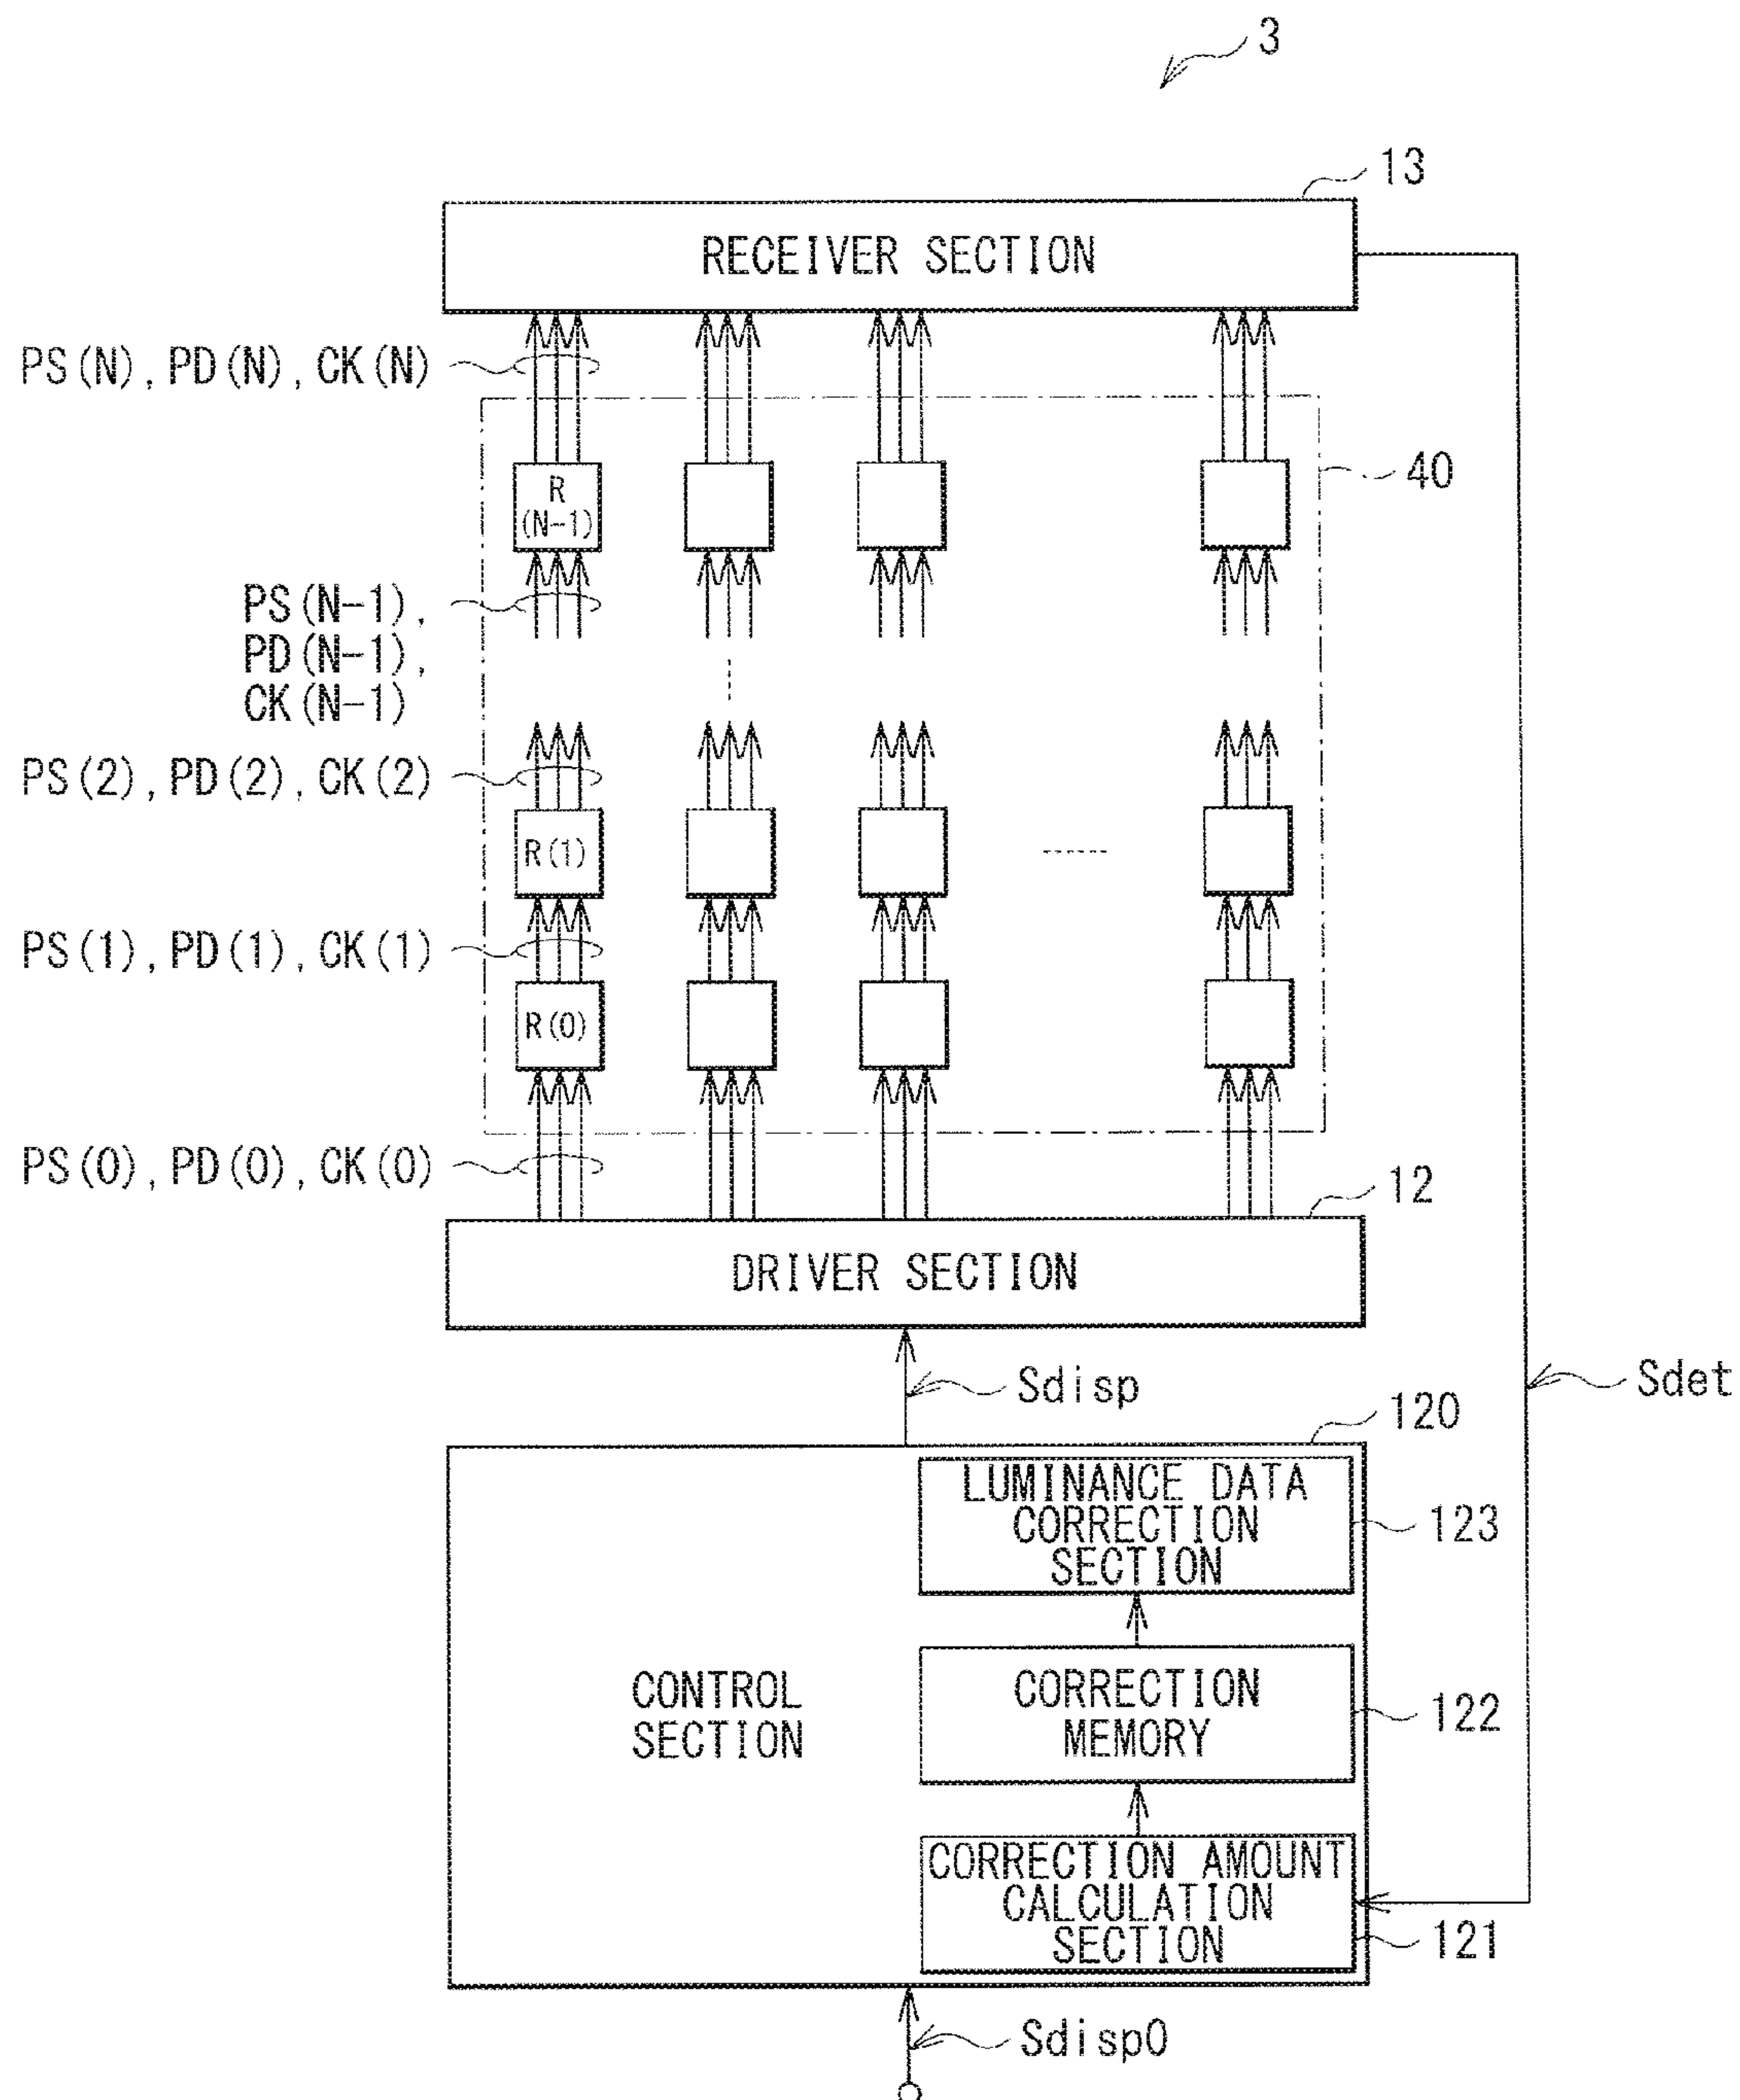 3
13
RECEIVER SECTION
PS(N), PD(N), CK(N)
40
R
(N-1)
PS(N-1),
PD(N-1),
CK(N-1)
PS(2), PD(2), CK(2)
R(1)
PS(1), PD(1), CK(1)
R(0)
PS(0), PD(0), CK(0)
12
DRIVER SECTION
Sdisp
Sdet
120
LUMINANCE DATA
CORRECTION
SECTION
123
CONTROL
SECTION
CORRECTION
MEMORY
122
CORRECTION AMOUNT
CALCULATION
SECTION
121
Sdisp0